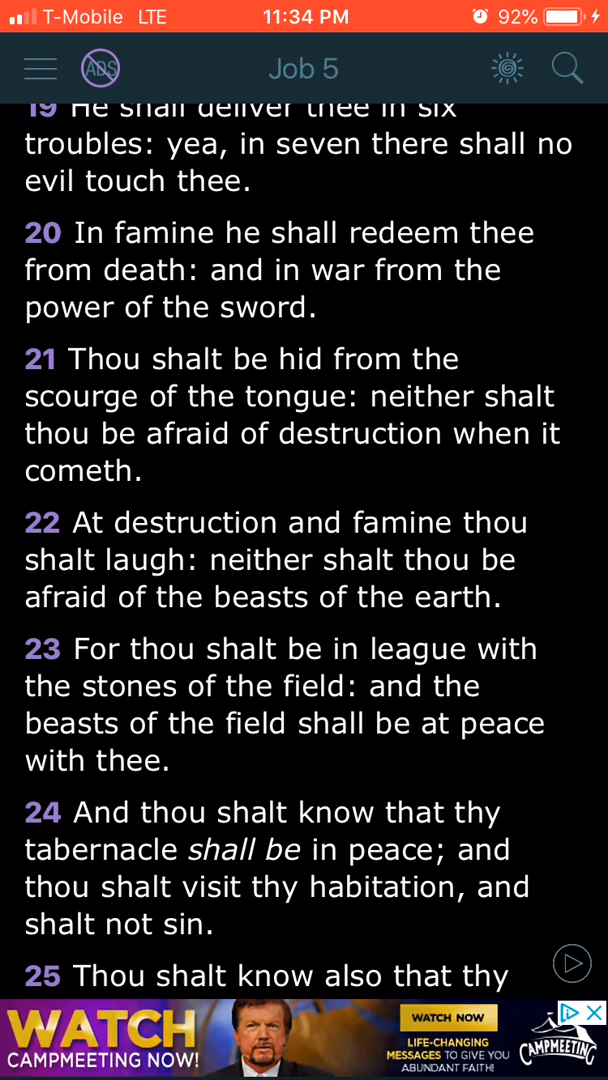 T-Mobile LTE 11:34 PM 92%
ADS Job 5
19 He shall deliver thee in six
troubles: yea, in seven there shall no
evil touch thee.
20 In famine he shall redeem thee
from death: and in war from the
power of the sword.
21 Thou shalt be hid from the
scourge of the tongue: neither shalt
thou be afraid of destruction when it
cometh.
22 At destruction and famine thou
shalt laugh: neither shalt thou be
afraid of the beasts of the earth.
23 For thou shalt be in league with
the stones of the field: and the
beasts of the field shall be at peace
with thee.
24 And thou shalt know that thy
tabernacle shall be in peace; and
thou shalt visit thy habitation, and
shalt not sin.
25 Thou shalt know also that thy
WATCH
CAMPMEETING NOW!
WATCH NOW
LIFE-CHANGING
MESSAGES TO GIVE YOU
ABUNDANT FAITH!
CAMPMEETING